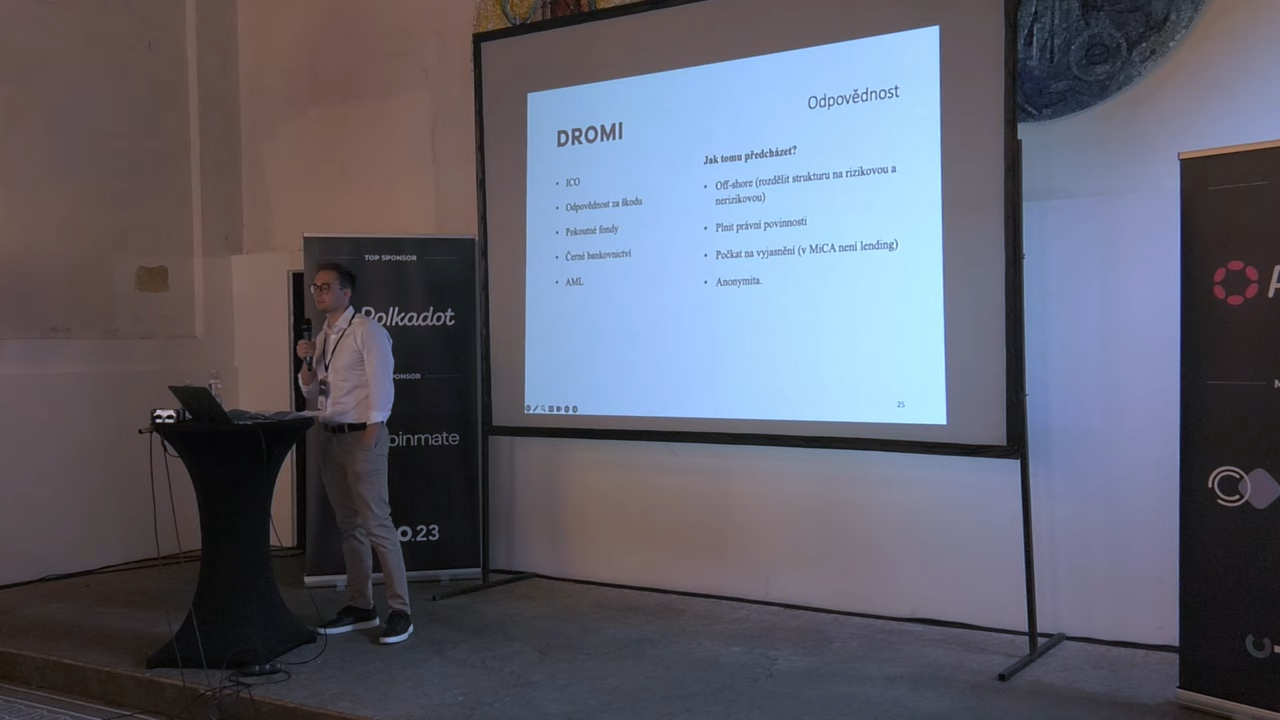 Odpovědnost
DROMI
• ICO
• Odpovědnost za škodu
• Pokoutné fondy
• Černé bankovnictví
• AML
Jak tomu předcházet?
• Off-shore (rozdělit strukturu na rizikovou a
nerizikovou)
• Plnit právní povinnosti
• Počkat na vyjasnění (v MiCA není lending)
• Anonymita.
25
TOP SPONSOR
Polkadot
PONSOR
oinmate
O.23